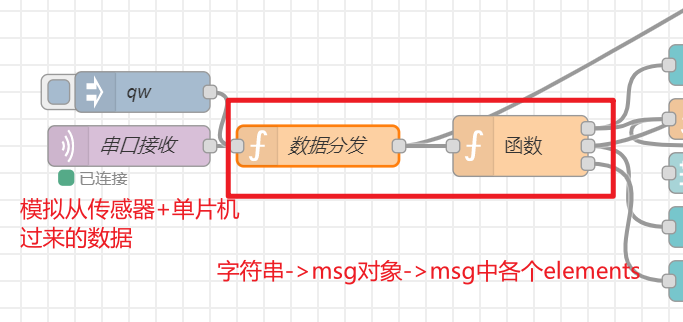 qw
串口接收
数据分发
函数
已连接
模拟从传感器+单片机
过来的数据
字符串->msg对象->msg中各个elements